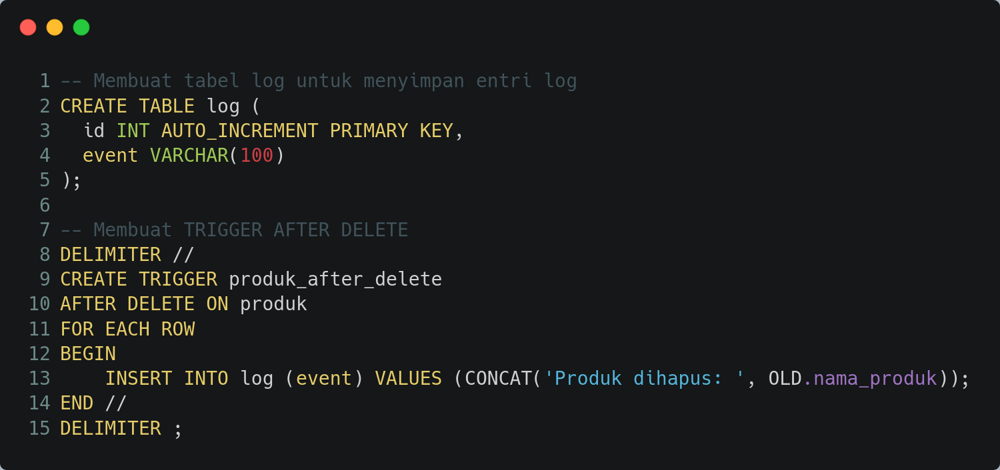 1 -- Membuat tabel log untuk menyimpan entri log
2 CREATE TABLE log (
3   id INT AUTO_INCREMENT PRIMARY KEY,
4   event VARCHAR(100)
5 );
6
7 -- Membuat TRIGGER AFTER DELETE
8 DELIMITER //
9 CREATE TRIGGER produk_after_delete
10 AFTER DELETE ON produk
11 FOR EACH ROW
12 BEGIN
13     INSERT INTO log (event) VALUES (CONCAT('Produk dihapus: ', OLD.nama_produk));
14 END //
15 DELIMITER ;